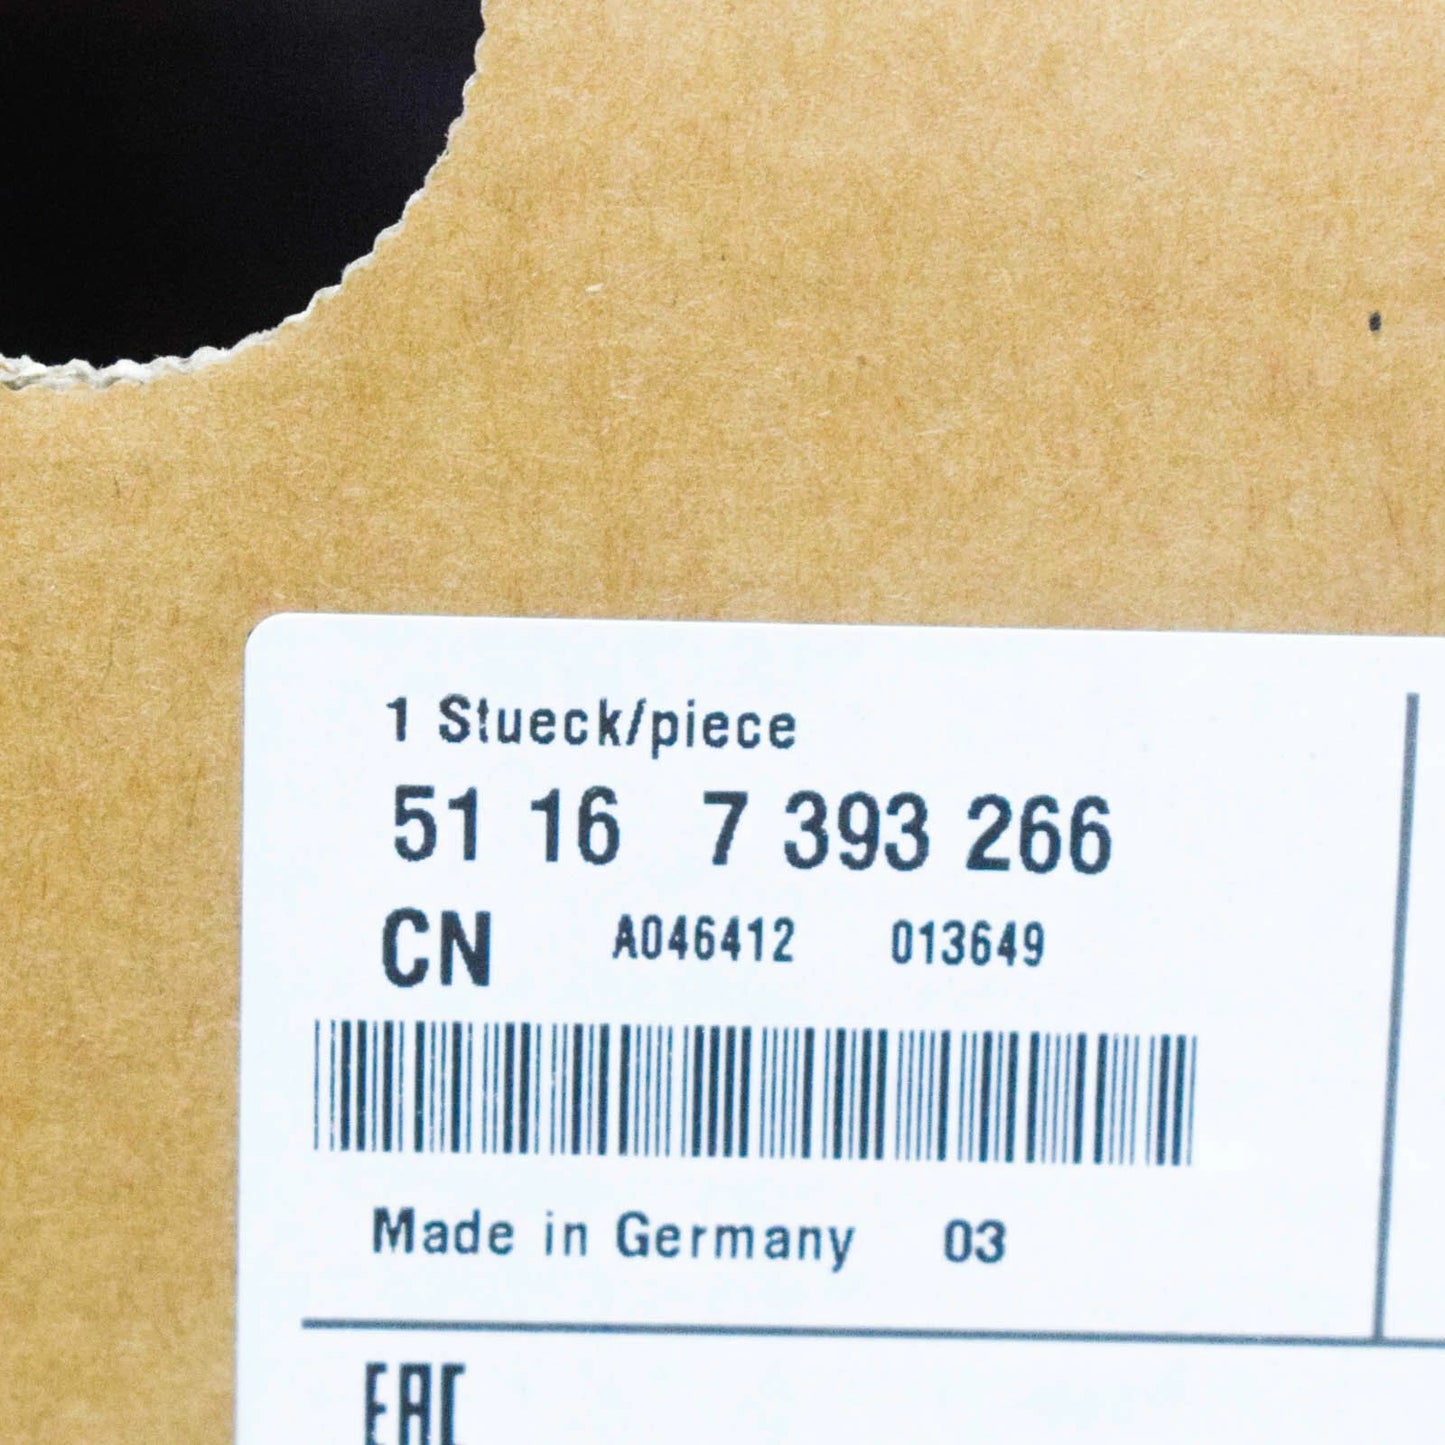 1 Stueck/piece
51 16 7 393 266
CN A046412 013649
Made in Germany 03
EAC